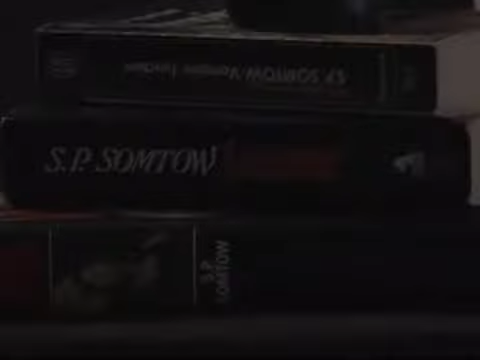 S.P. SOMTOW Vampire Junction
S.P. SOMTOW
S.P.
SOMTOW